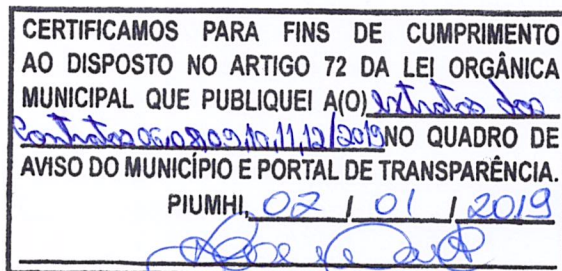 CERTIFICAMOS PARA FINS DE CUMPRIMENTO
AO DISPOSTO NO ARTIGO 72 DA LEI ORGÂNICA
MUNICIPAL QUE PUBLIQUEI A(O) extratos dos
Contratos 06,08,09,10,11,12/2019 NO QUADRO DE
AVISO DO MUNICÍPIO E PORTAL DE TRANSPARÊNCIA.
PIUMHI, 02 / 01 / 2019